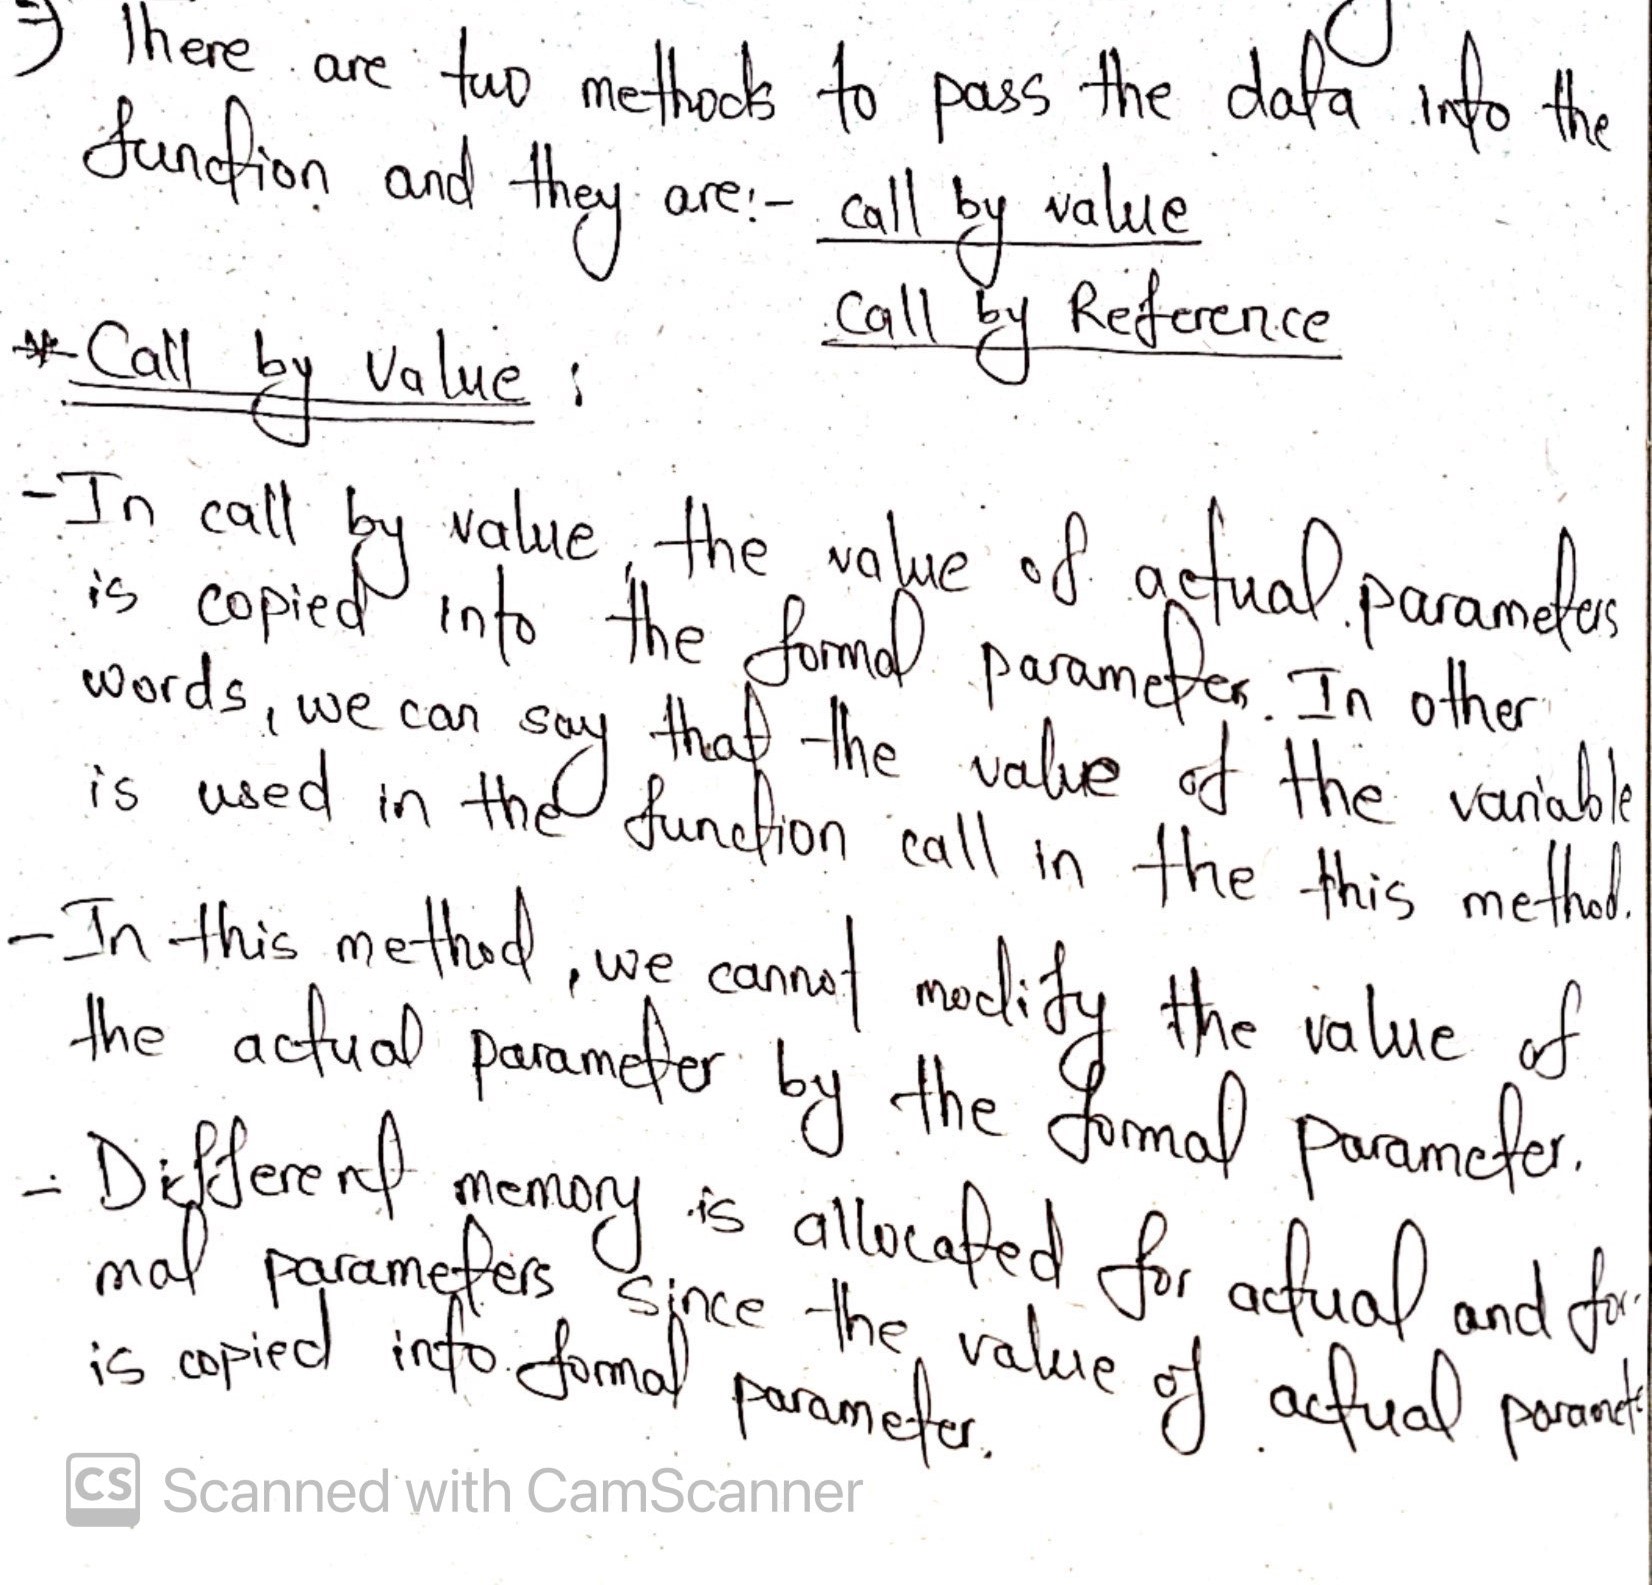 ⇒ There are two methods to pass the data into the
function and they are:- call by value
Call by Reference
* Call by Value :
- In call by value, the value of actual parameters
is copied into the formal parameter. In other
words, we can say that the value of the variable
is used in the function call in the this method.
- In this method, we cannot modify the value of
the actual parameter by the formal parameter.
- Different memory is allocated for actual and for-
mal parameters since the value of actual paramet
is copied into formal parameter.
CS Scanned with CamScanner